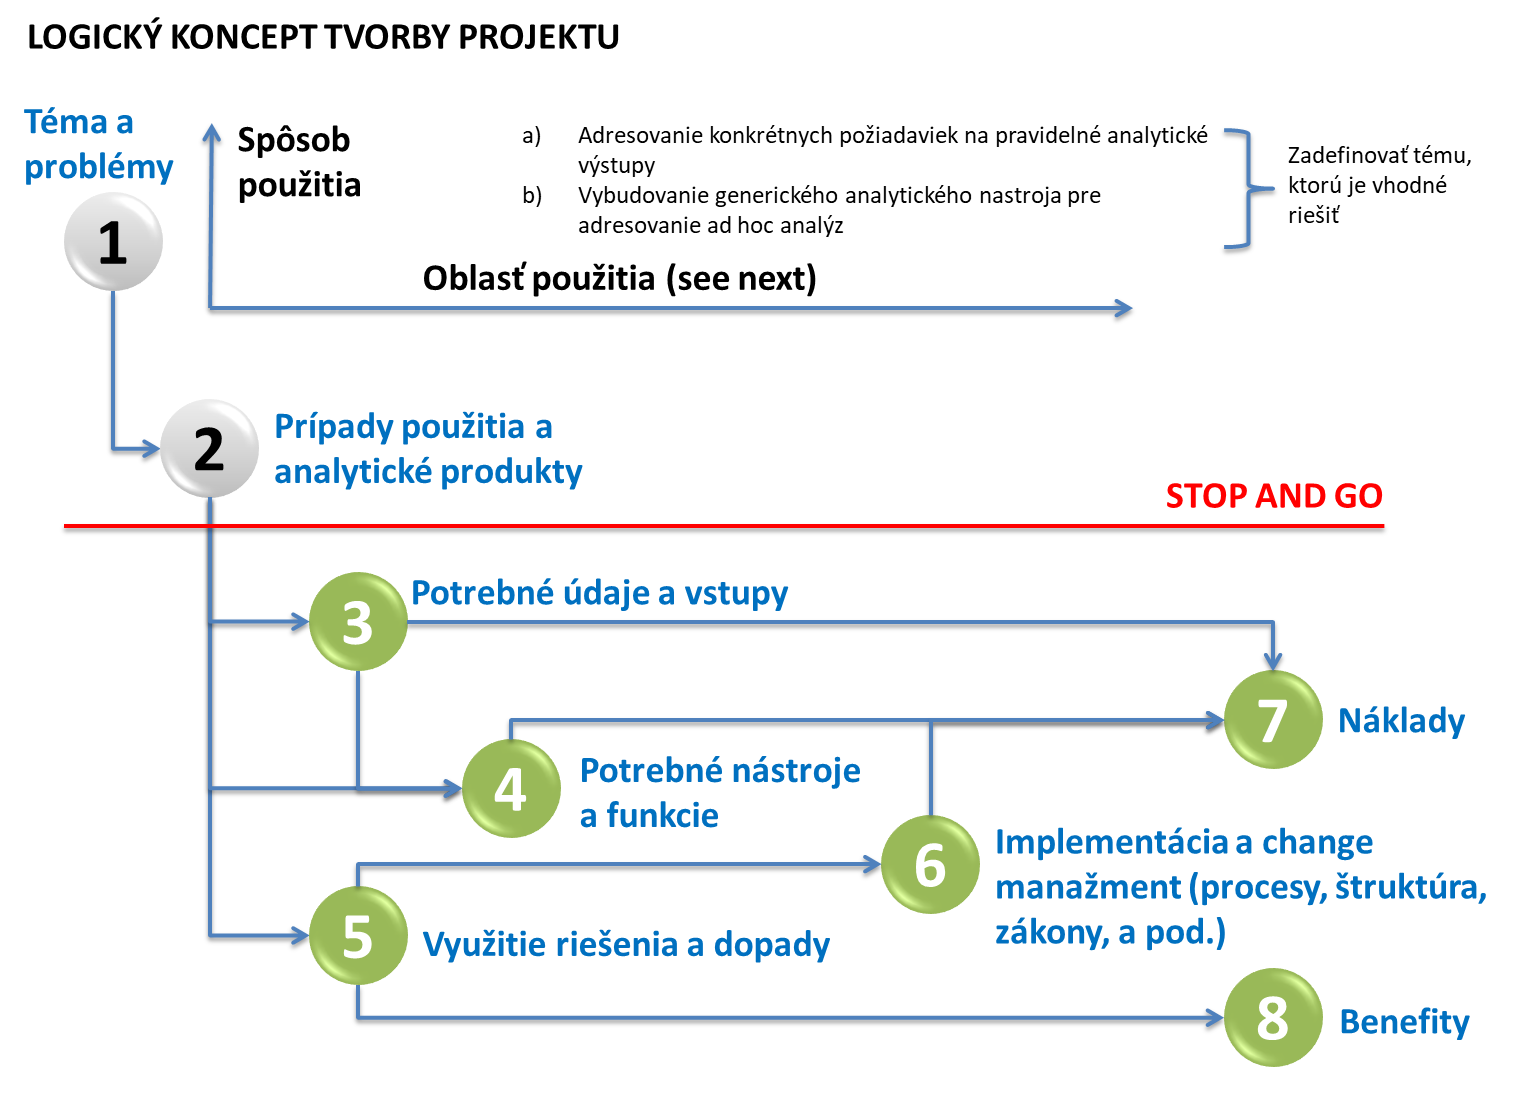 LOGICKÝ KONCEPT TVORBY PROJEKTU
Téma a
problémy
1
Spôsob
použitia
a) Adresovanie konkrétnych požiadaviek na pravidelné analytické
výstupy
b) Vybudovanie generického analytického nastroja pre
adresovanie ad hoc analýz
Zadefinovať tému,
ktorú je vhodné
riešiť
Oblasť použitia (see next)
2
Prípady použitia a
analytické produkty
STOP AND GO
3
Potrebné údaje a vstupy
7
Náklady
4
Potrebné nástroje
a funkcie
6
Implementácia a change
manažment (procesy, štruktúra,
zákony, a pod.)
5
Využitie riešenia a dopady
8
Benefity